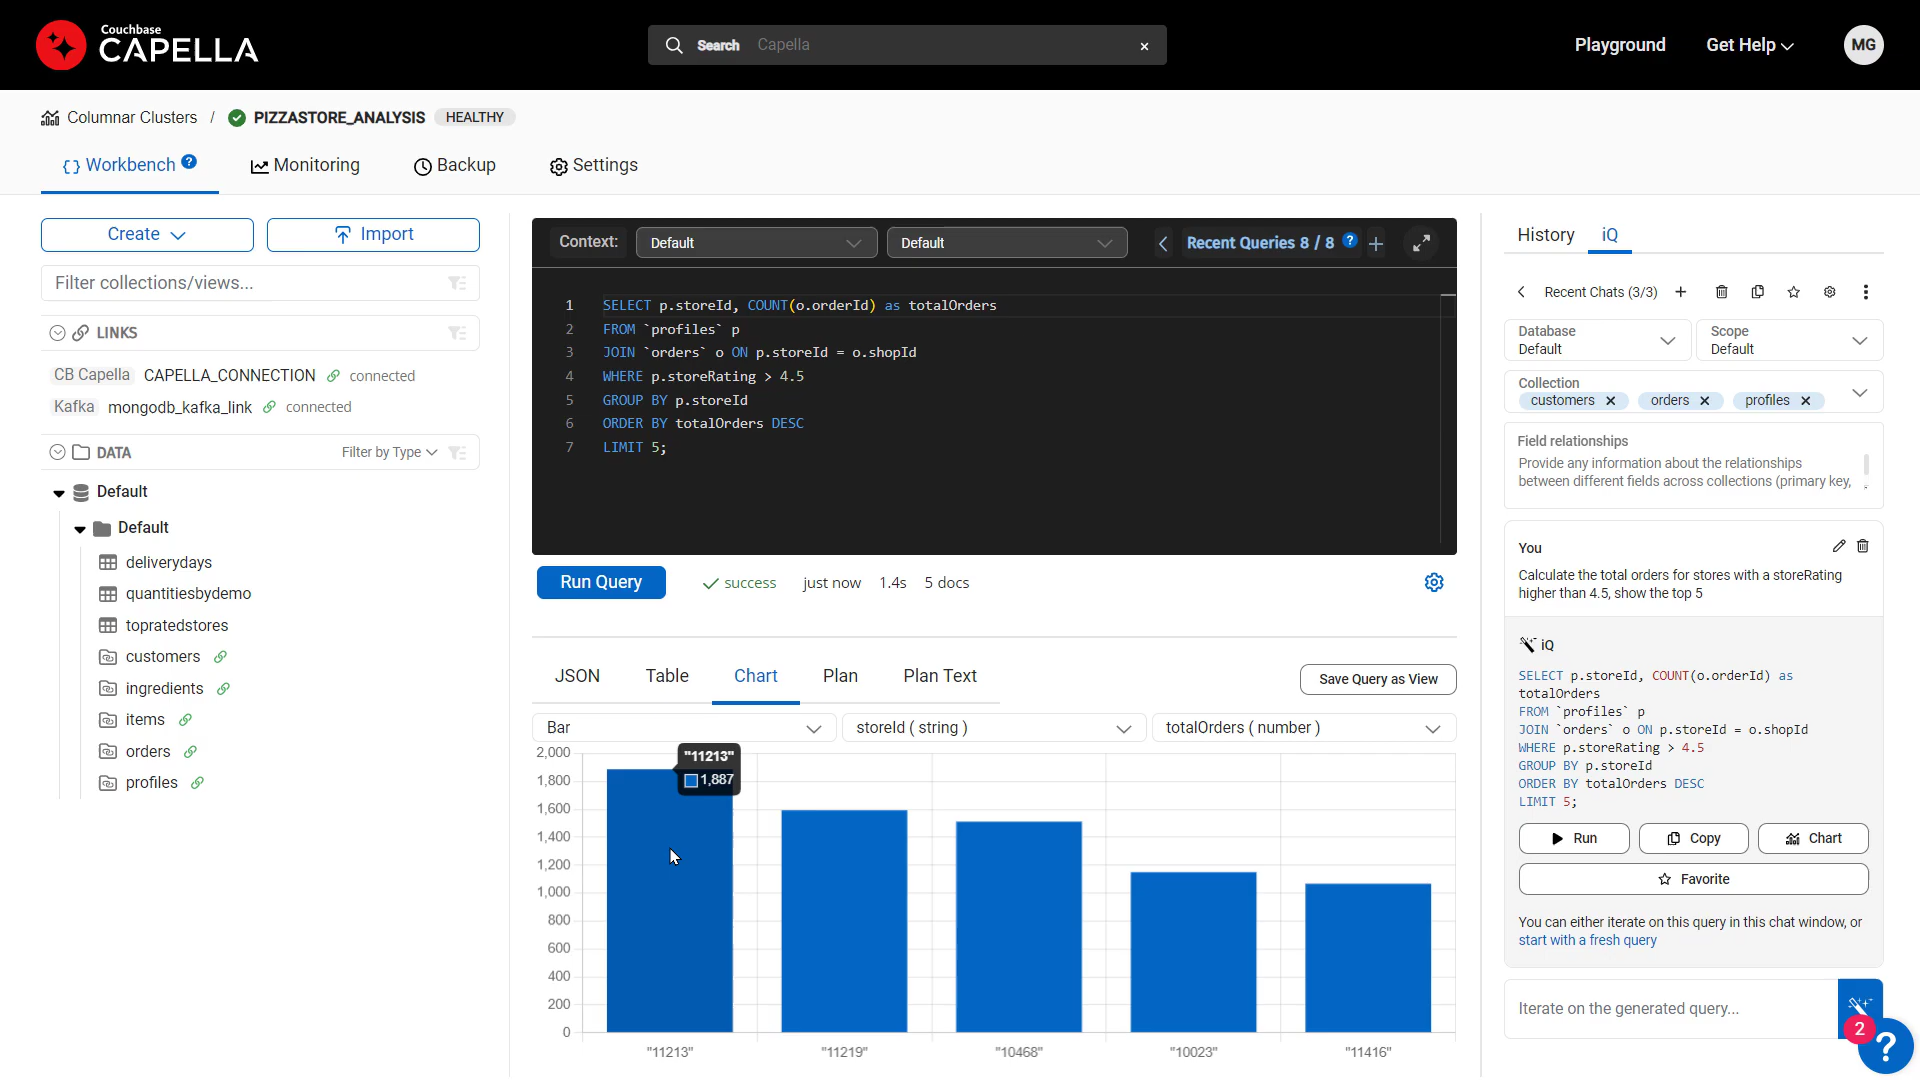 Couchbase
CAPELLA
Search Capella
Playground
Get Help
MG
Columnar Clusters / PIZZASTORE_ANALYSIS HEALTHY
{} Workbench ?
Monitoring
Backup
Settings
Create
Import
Filter collections/views...
LINKS
CB Capella CAPELLA_CONNECTION connected
Kafka mongodb_kafka_link connected
DATA Filter by Type
Default
Default
deliverydays
quantitiesbydemo
topratedstores
customers
ingredients
items
orders
profiles
Context: Default Default
Recent Queries 8 / 8 ? +
1 SELECT p.storeId, COUNT(o.orderId) as totalOrders
2 FROM `profiles` p
3 JOIN `orders` o ON p.storeId = o.shopId
4 WHERE p.storeRating > 4.5
5 GROUP BY p.storeId
6 ORDER BY totalOrders DESC
7 LIMIT 5;
Run Query
success just now 1.4s 5 docs
JSON Table Chart Plan Plan Text
Save Query as View
Bar
storeId ( string )
totalOrders ( number )
2,000
1,800
1,600
1,400
1,200
1,000
800
600
400
200
0
"11213"
1,887
"11213" "11219" "10468" "10023" "11416"
History iQ
Recent Chats (3/3) +
Database
Default
Scope
Default
Collection
customers orders profiles
Field relationships
Provide any information about the relationships
between different fields across collections (primary key,
You
Calculate the total orders for stores with a storeRating
higher than 4.5, show the top 5
iQ
SELECT p.storeId, COUNT(o.orderId) as
totalOrders
FROM `profiles` p
JOIN `orders` o ON p.storeId = o.shopId
WHERE p.storeRating > 4.5
GROUP BY p.storeId
ORDER BY totalOrders DESC
LIMIT 5;
Run
Copy
Chart
Favorite
You can either iterate on this query in this chat window, or
start with a fresh query
Iterate on the generated query...
2
?